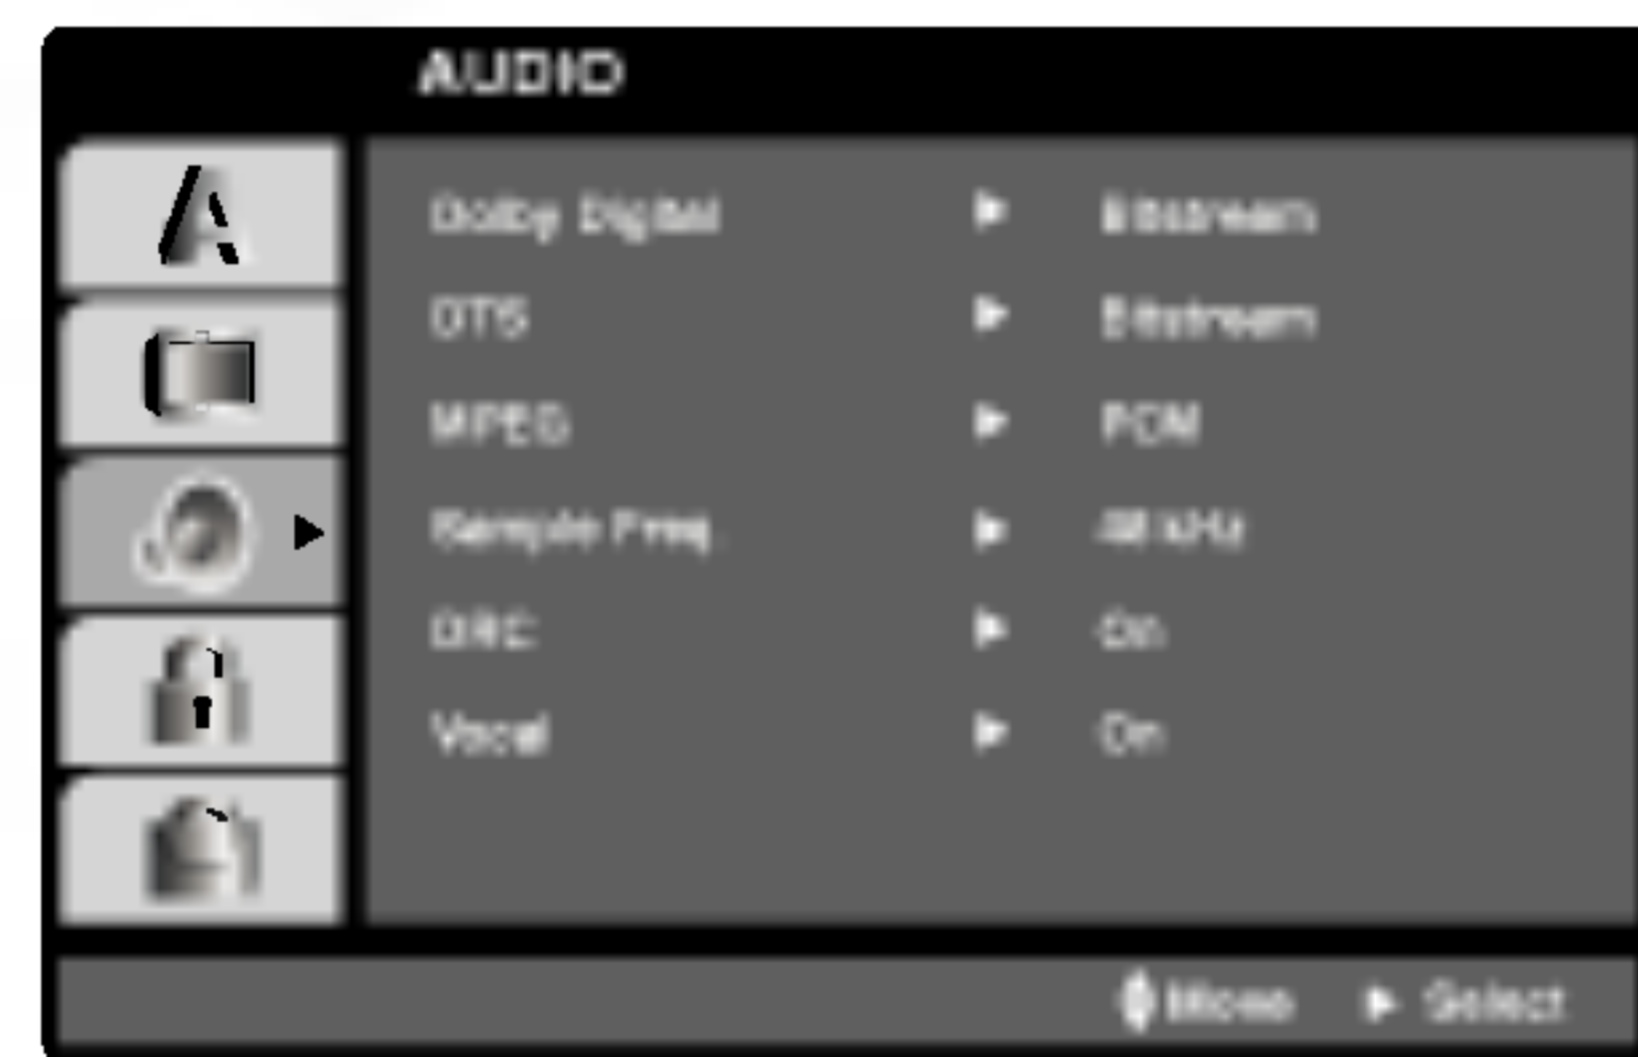 AUDIO
Dolby Digital ▶ Bitstream
DTS ▶ Bitstream
MPEG ▶ PCM
Sample Freq. ▶ 48 kHz
DRC ▶ On
Vocal ▶ On
Move ▶ Select